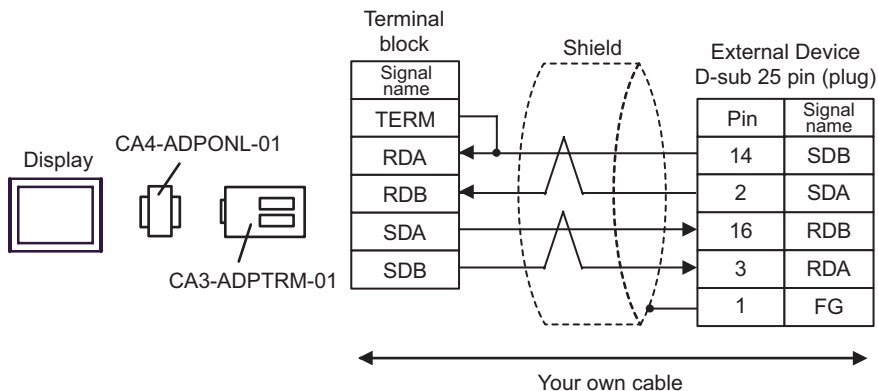 Terminal
block
Shield
External Device
D-sub 25 pin (plug)
Signal
name
TERM
RDA
RDB
SDA
SDB
Pin
Signal
name
14
SDB
2
SDA
16
RDB
3
RDA
1
FG
Display
CA4-ADPONL-01
CA3-ADPTRM-01
Your own cable